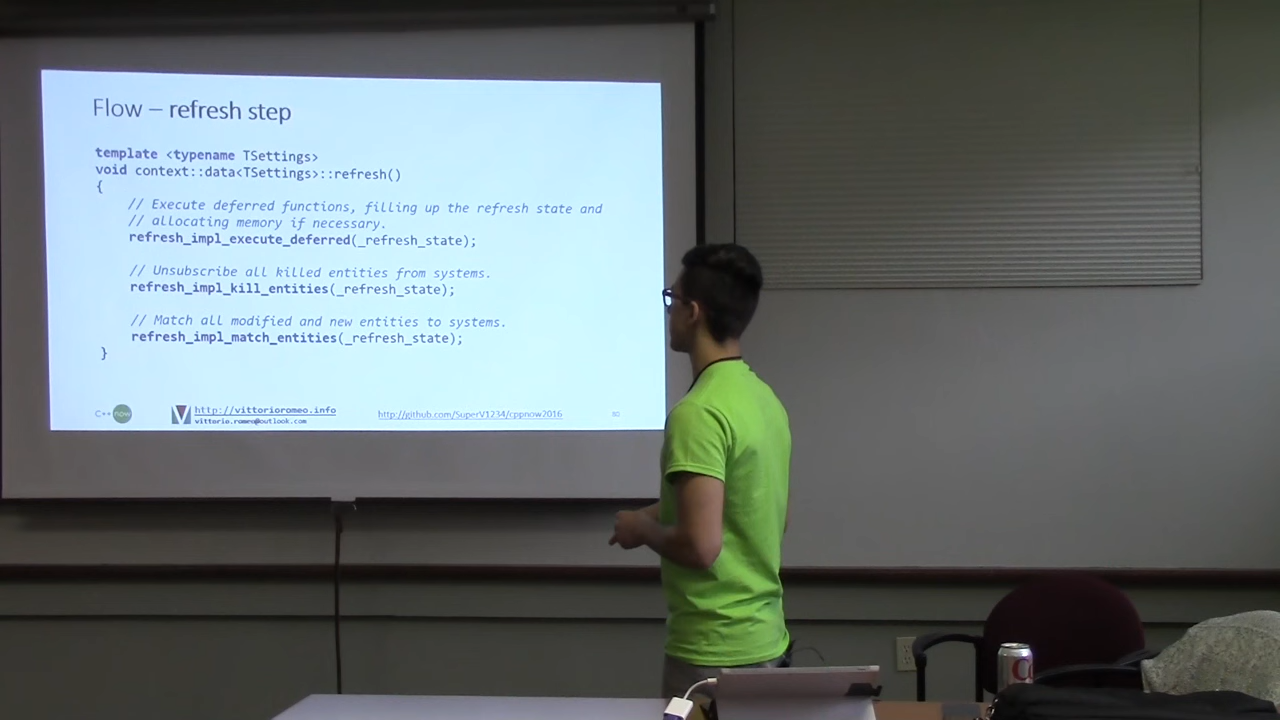 Flow – refresh step
template <typename TSettings>
void context::data<TSettings>::refresh()
{
// Execute deferred functions, filling up the refresh state and
// allocating memory if necessary.
refresh_impl_execute_deferred(_refresh_state);
// Unsubscribe all killed entities from systems.
refresh_impl_kill_entities(_refresh_state);
// Match all modified and new entities to systems.
refresh_impl_match_entities(_refresh_state);
}
C++ now
http://vittorioromeo.info
vittorio.romeo@outlook.com
http://github.com/SuperV1234/cppnow2016
80